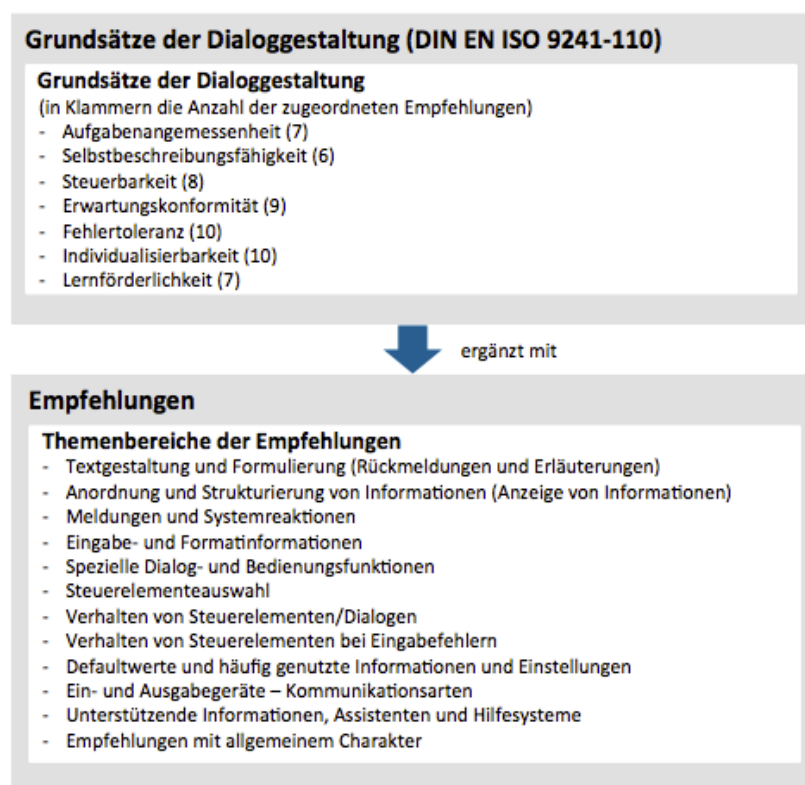 Grundsätze der Dialoggestaltung (DIN EN ISO 9241-110)
Grundsätze der Dialoggestaltung
(in Klammern die Anzahl der zugeordneten Empfehlungen)
- Aufgabenangemessenheit (7)
- Selbstbeschreibungsfähigkeit (6)
- Steuerbarkeit (8)
- Erwartungskonformität (9)
- Fehlertoleranz (10)
- Individualisierbarkeit (10)
- Lernförderlichkeit (7)
ergänzt mit
Empfehlungen
Themenbereiche der Empfehlungen
- Textgestaltung und Formulierung (Rückmeldungen und Erläuterungen)
- Anordnung und Strukturierung von Informationen (Anzeige von Informationen)
- Meldungen und Systemreaktionen
- Eingabe- und Formatinformationen
- Spezielle Dialog- und Bedienungsfunktionen
- Steuerelementeauswahl
- Verhalten von Steuerelementen/Dialogen
- Verhalten von Steuerelementen bei Eingabefehlern
- Defaultwerte und häufig genutzte Informationen und Einstellungen
- Ein- und Ausgabegeräte – Kommunikationsarten
- Unterstützende Informationen, Assistenten und Hilfesysteme
- Empfehlungen mit allgemeinem Charakter